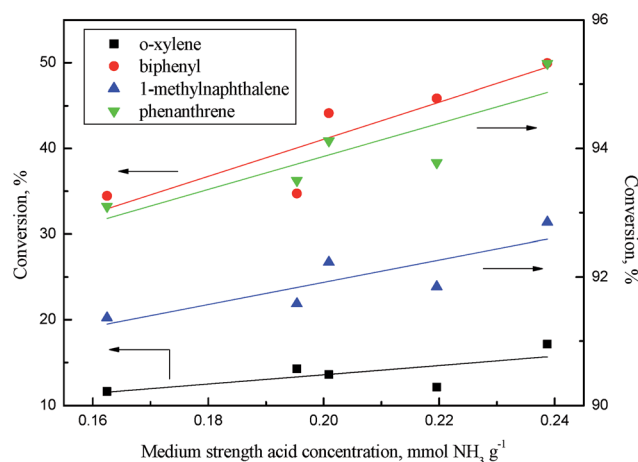 o-xylene
biphenyl
1-methylnaphthalene
phenanthrene
Conversion, %
50
40
30
20
10
96
94
92
90
Conversion, %
0.16
0.18
0.20
0.22
0.24
Medium strength acid concentration, mmol NH3 g-1